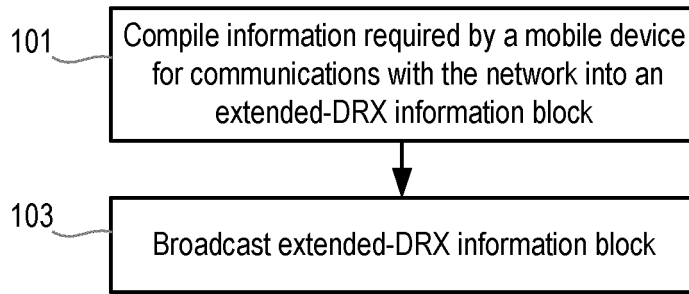 101
Compile information required by a mobile device
for communications with the network into an
extended-DRX information block
103
Broadcast extended-DRX information block